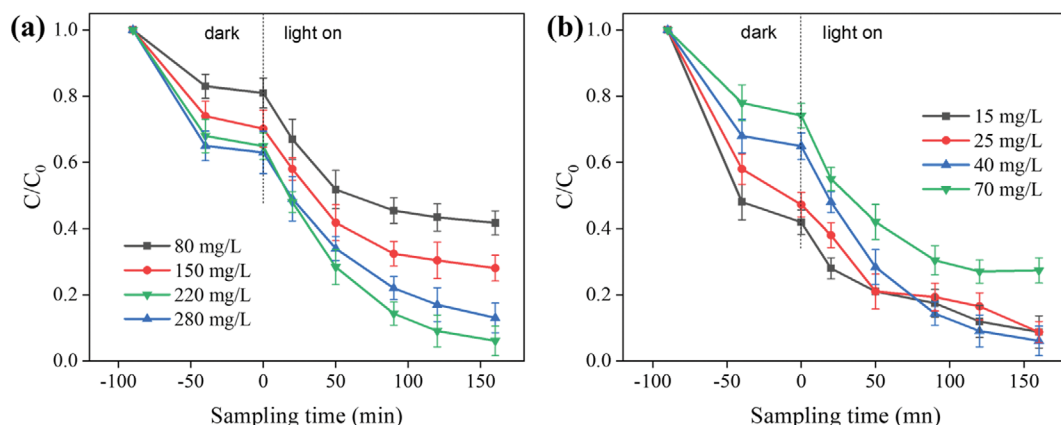 (a)
dark
light on
C/C0
1.0
0.8
0.6
0.4
0.2
0.0
80 mg/L
150 mg/L
220 mg/L
280 mg/L
-100 -50 0 50 100 150
Sampling time (min)
(b)
dark
light on
C/C0
1.0
0.8
0.6
0.4
0.2
0.0
15 mg/L
25 mg/L
40 mg/L
70 mg/L
-100 -50 0 50 100 150
Sampling time (mn)